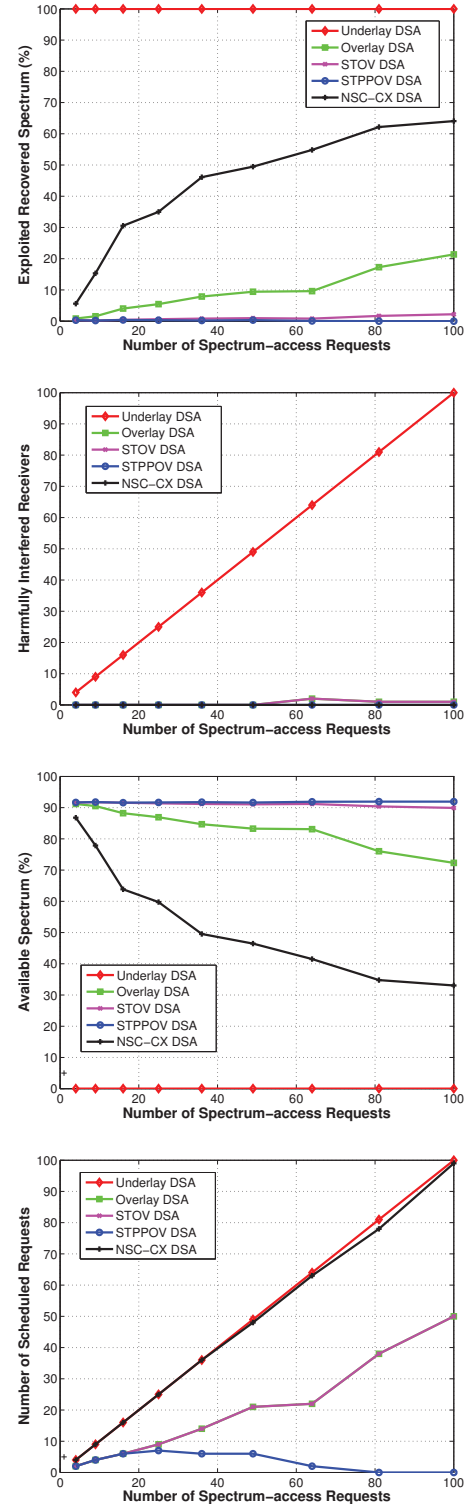 100
90
80
70
60
50
40
30
20
10
0
Exploited Recovered Spectrum (%)
Underlay DSA
Overlay DSA
STOV DSA
STPPOV DSA
NSC−CX DSA
0 20 40 60 80 100
Number of Spectrum−access Requests
100
90
80
70
60
50
40
30
20
10
0
Harmfully Interfered Receivers
Underlay DSA
Overlay DSA
STOV DSA
STPPOV DSA
NSC−CX DSA
0 20 40 60 80 100
Number of Spectrum−access Requests
100
90
80
70
60
50
40
30
20
10
0
Available Spectrum (%)
Underlay DSA
Overlay DSA
STOV DSA
STPPOV DSA
NSC−CX DSA
0 20 40 60 80 100
Number of Spectrum−access Requests
100
90
80
70
60
50
40
30
20
10
0
Number of Scheduled Requests
Underlay DSA
Overlay DSA
STOV DSA
STPPOV DSA
NSC−CX DSA
0 20 40 60 80 100
Number of Spectrum−access Requests